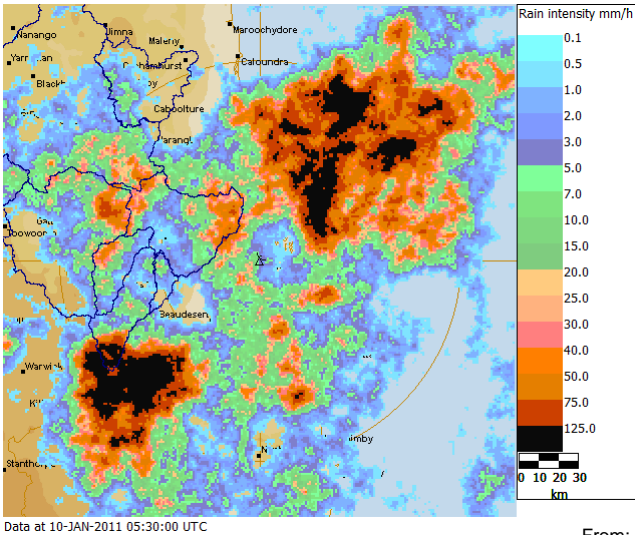 Rain intensity mm/h
Nanango
Jimna
Maleny
Maroochydore
Caloundra
Caboolture
Beaudesert
Warwick
0.1
0.5
1.0
2.0
3.0
5.0
7.0
10.0
15.0
20.0
25.0
30.0
40.0
50.0
75.0
125.0
0 10 20 30
km
Data at 10-JAN-2011 05:30:00 UTC
From: